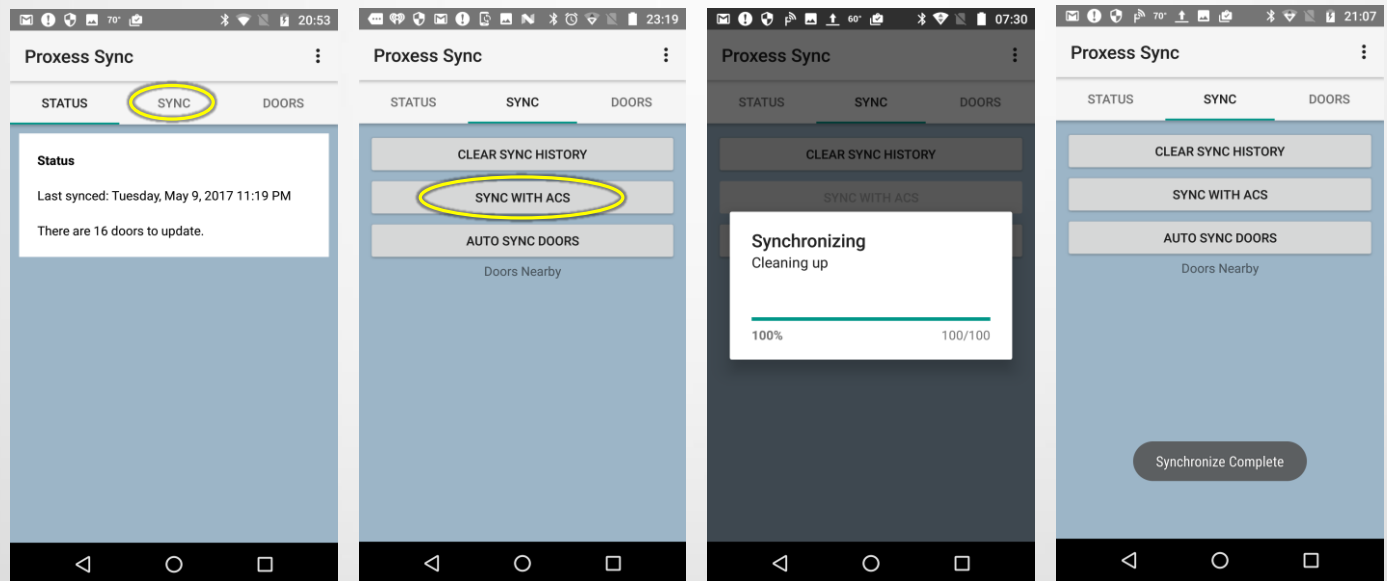 70° 20:53
Proxess Sync
STATUS SYNC DOORS
Status
Last synced: Tuesday, May 9, 2017 11:19 PM
There are 16 doors to update.
23:19
Proxess Sync
STATUS SYNC DOORS
CLEAR SYNC HISTORY
SYNC WITH ACS
AUTO SYNC DOORS
Doors Nearby
60° 07:30
Proxess Sync
STATUS SYNC DOORS
CLEAR SYNC HISTORY
SYNC WITH ACS
Synchronizing
Cleaning up
100% 100/100
70° 21:07
Proxess Sync
STATUS SYNC DOORS
CLEAR SYNC HISTORY
SYNC WITH ACS
AUTO SYNC DOORS
Doors Nearby
Synchronize Complete